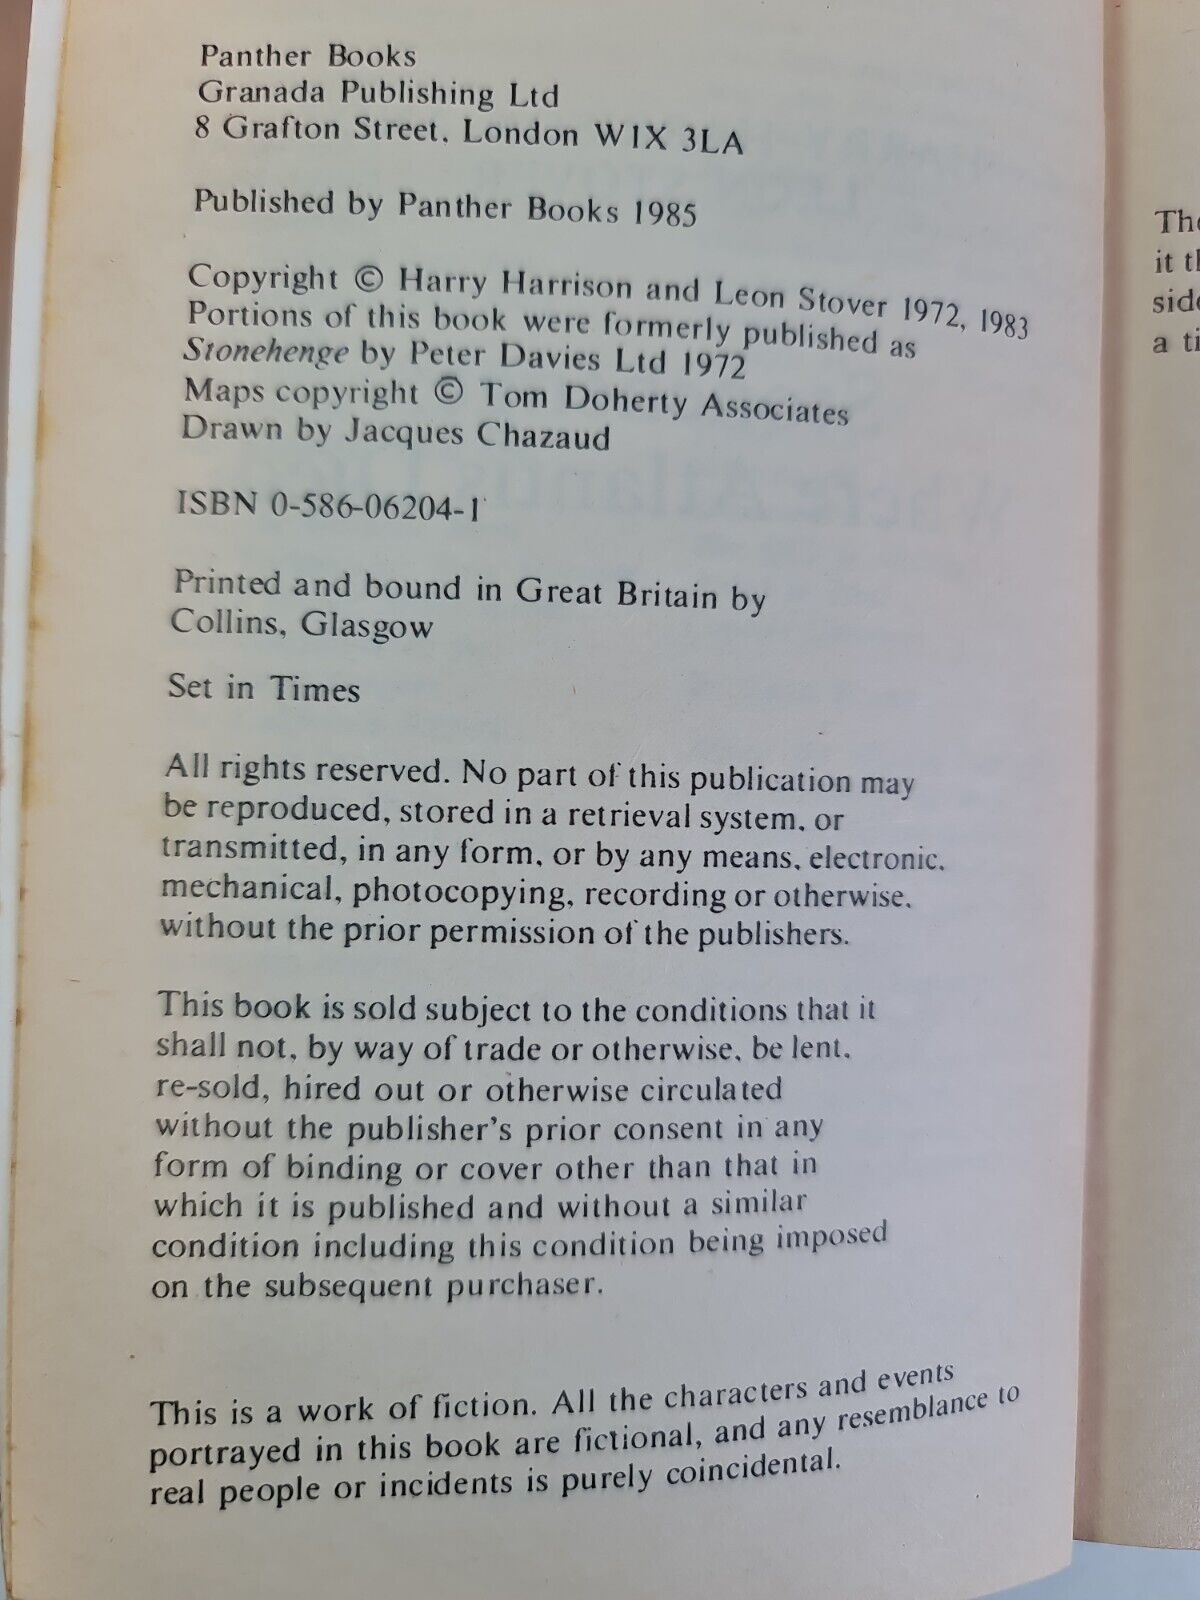 Panther Books
Granada Publishing Ltd
8 Grafton Street, London W1X 3LA
Published by Panther Books 1985
Copyright © Harry Harrison and Leon Stover 1972, 1983
Portions of this book were formerly published as
Stonehenge by Peter Davies Ltd 1972
Maps copyright © Tom Doherty Associates
Drawn by Jacques Chazaud
ISBN 0-586-06204-1
Printed and bound in Great Britain by
Collins, Glasgow
Set in Times
All rights reserved. No part of this publication may
be reproduced, stored in a retrieval system, or
transmitted, in any form, or by any means, electronic,
mechanical, photocopying, recording or otherwise,
without the prior permission of the publishers.
This book is sold subject to the conditions that it
shall not, by way of trade or otherwise, be lent,
re-sold, hired out or otherwise circulated
without the publisher's prior consent in any
form of binding or cover other than that in
which it is published and without a similar
condition including this condition being imposed
on the subsequent purchaser.
This is a work of fiction. All the characters and events
portrayed in this book are fictional, and any resemblance to
real people or incidents is purely coincidental.
it
a